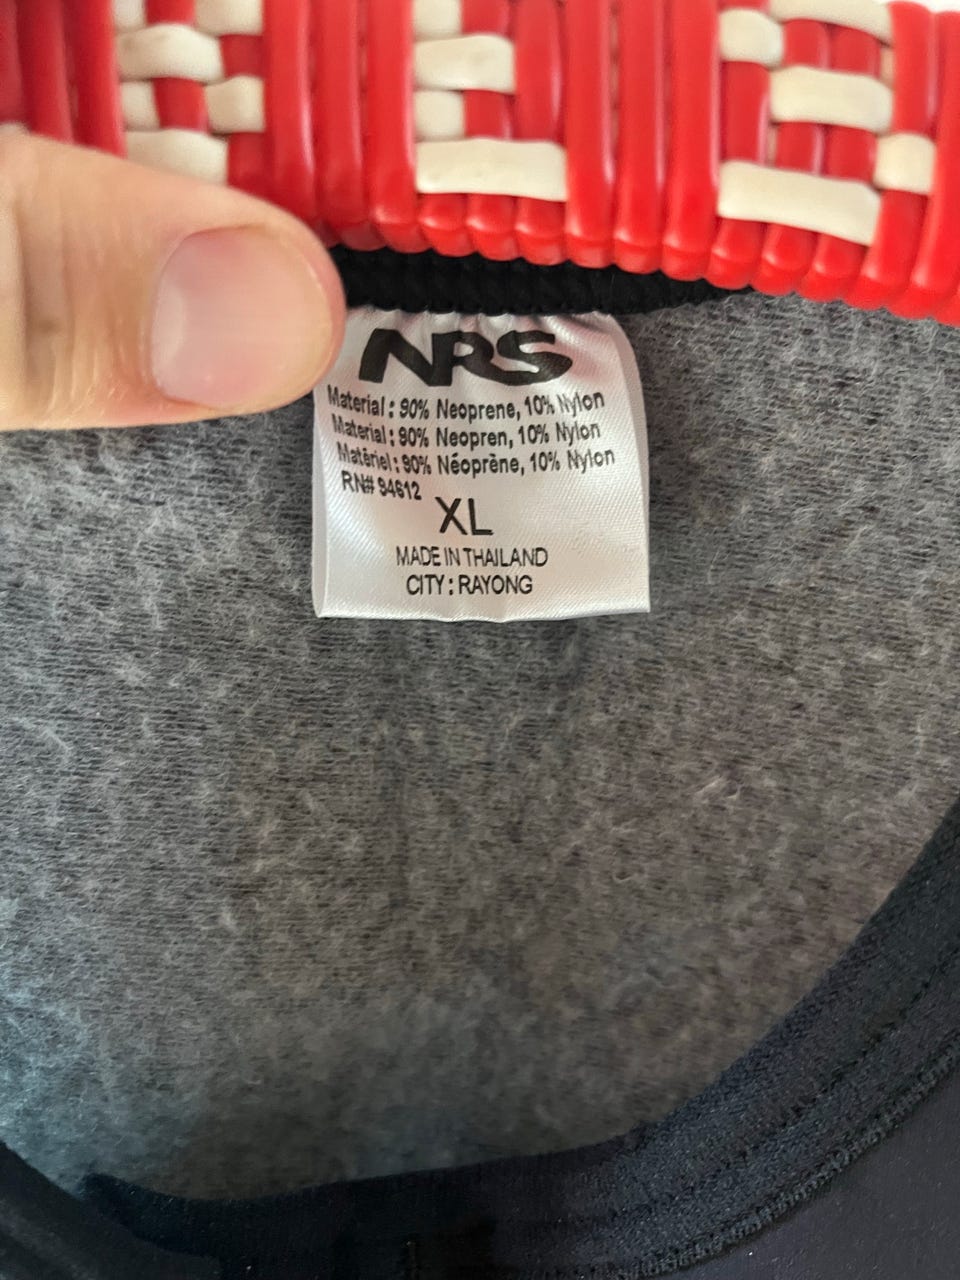 NRS
Material : 90% Neoprene, 10% Nylon
Material : 90% Neopren, 10% Nylon
Matériel : 90% Néoprène, 10% Nylon
RN# 94612
XL
MADE IN THAILAND
CITY : RAYONG